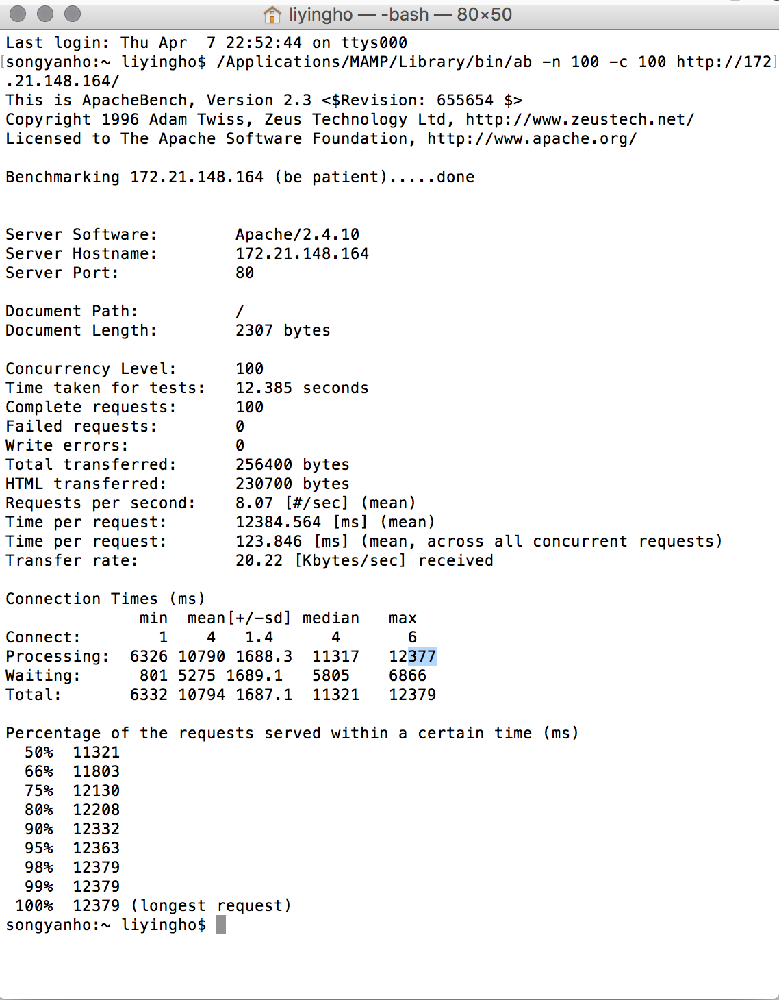 liyingho — -bash — 80×50
Last login: Thu Apr  7 22:52:44 on ttys000
[songyanho:~ liyingho$ /Applications/MAMP/Library/bin/ab -n 100 -c 100 http://172]
.21.148.164/
This is ApacheBench, Version 2.3 <$Revision: 655654 $>
Copyright 1996 Adam Twiss, Zeus Technology Ltd, http://www.zeustech.net/
Licensed to The Apache Software Foundation, http://www.apache.org/

Benchmarking 172.21.148.164 (be patient).....done


Server Software:        Apache/2.4.10
Server Hostname:        172.21.148.164
Server Port:            80

Document Path:          /
Document Length:        2307 bytes

Concurrency Level:      100
Time taken for tests:   12.385 seconds
Complete requests:      100
Failed requests:        0
Write errors:           0
Total transferred:      256400 bytes
HTML transferred:       230700 bytes
Requests per second:    8.07 [#/sec] (mean)
Time per request:       12384.564 [ms] (mean)
Time per request:       123.846 [ms] (mean, across all concurrent requests)
Transfer rate:          20.22 [Kbytes/sec] received

Connection Times (ms)
              min  mean[+/-sd] median   max
Connect:        1    4   1.4      4       6
Processing:  6326 10790 1688.3  11317   12377
Waiting:      801 5275 1689.1   5805    6866
Total:       6332 10794 1687.1  11321   12379

Percentage of the requests served within a certain time (ms)
  50%  11321
  66%  11803
  75%  12130
  80%  12208
  90%  12332
  95%  12363
  98%  12379
  99%  12379
 100%  12379 (longest request)
songyanho:~ liyingho$